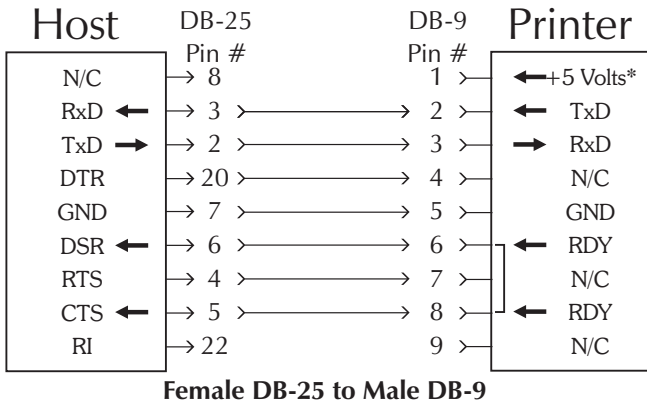 Host DB-25 Pin # DB-9 Pin # Printer
N/C 8 1 +5 Volts*
RxD 3 2 TxD
TxD 2 3 RxD
DTR 20 4 N/C
GND 7 5 GND
DSR 6 6 RDY
RTS 4 7 N/C
CTS 5 8 RDY
RI 22 9 N/C
Female DB-25 to Male DB-9